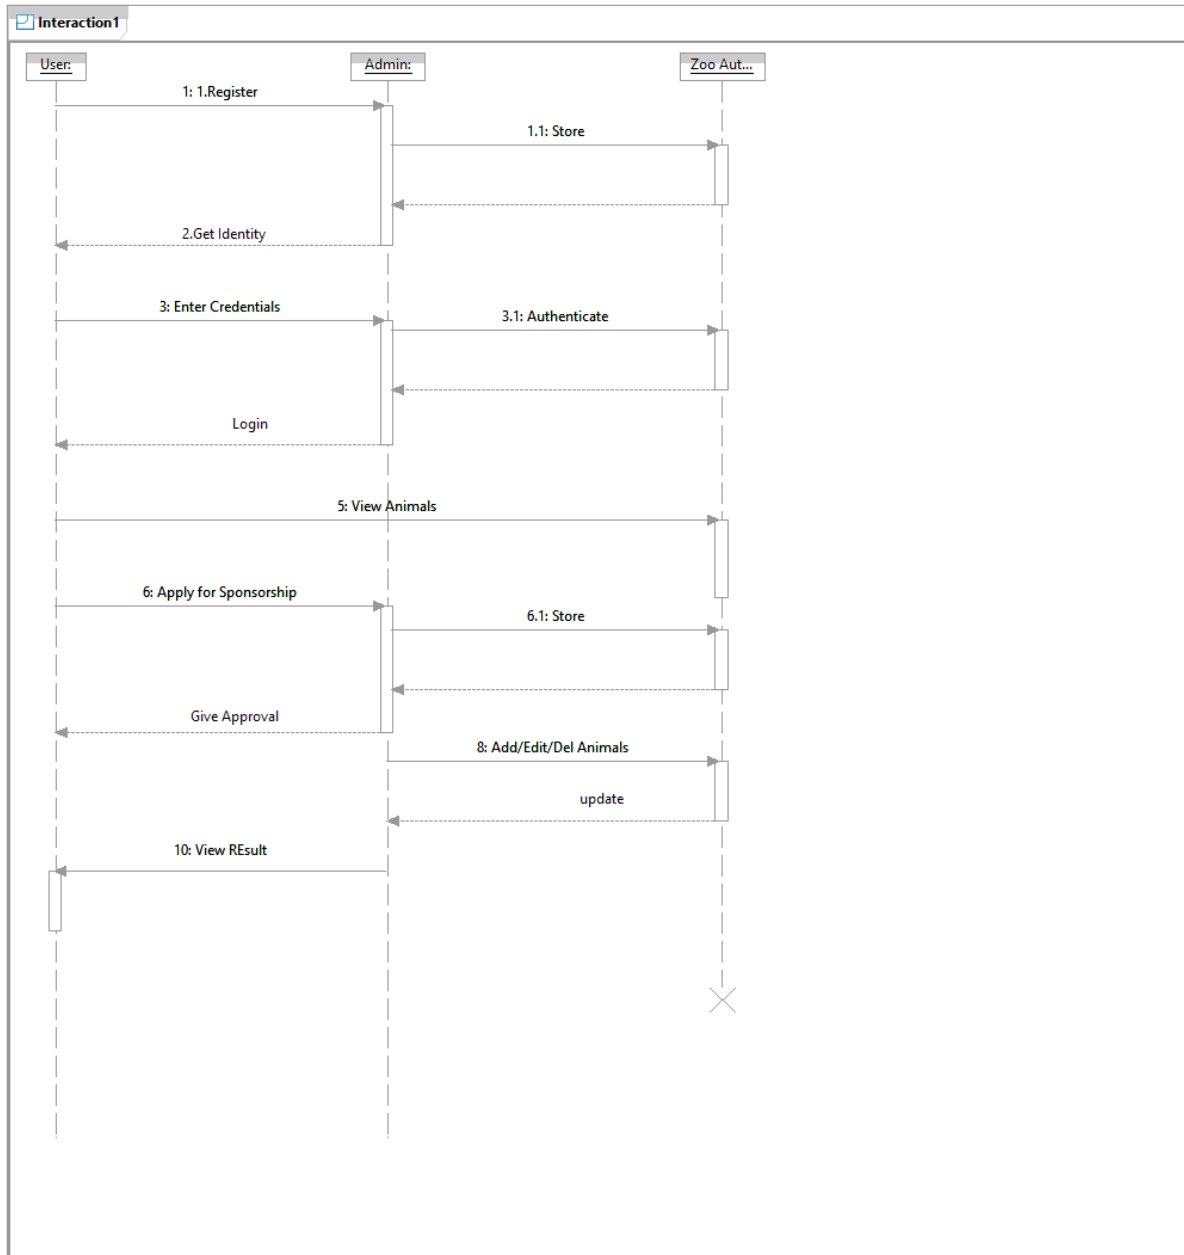 Interaction1
User:
Admin:
Zoo Aut...
1: 1.Register
1.1: Store
2.Get Identity
3: Enter Credentials
3.1: Authenticate
Login
5: View Animals
6: Apply for Sponsorship
6.1: Store
Give Approval
8: Add/Edit/Del Animals
update
10: View REsult